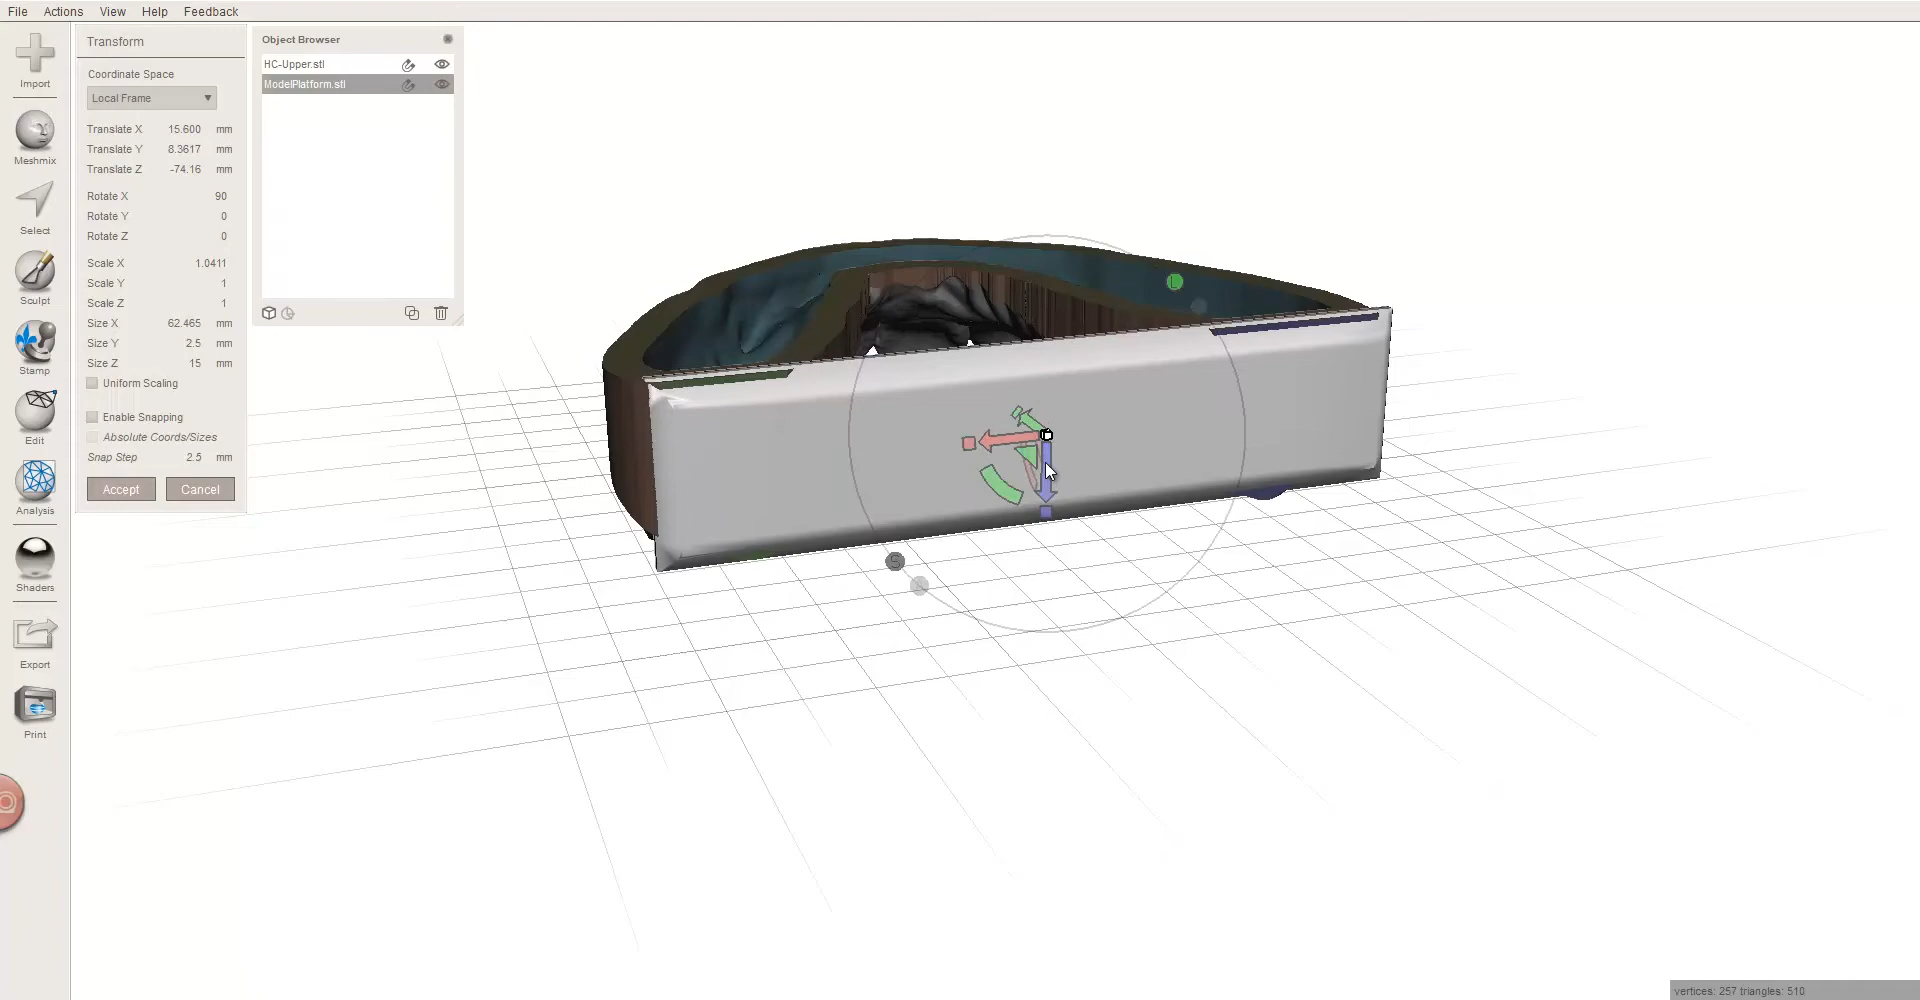 File Actions View Help Feedback
Import
Meshmix
Select
Sculpt
Stamp
Edit
Analysis
Shaders
Export
Print
Transform
Coordinate Space
Local Frame
Translate X 15.600 mm
Translate Y 8.3617 mm
Translate Z -74.16 mm
Rotate X 90
Rotate Y 0
Rotate Z 0
Scale X 1.0411
Scale Y 1
Scale Z 1
Size X 62.465 mm
Size Y 2.5 mm
Size Z 15 mm
Uniform Scaling
Enable Snapping
Absolute Coords/Sizes
Snap Step 2.5 mm
Accept Cancel
Object Browser
HC-Upper.stl
ModelPlatform.stl
L
S
vertices: 257 triangles: 510